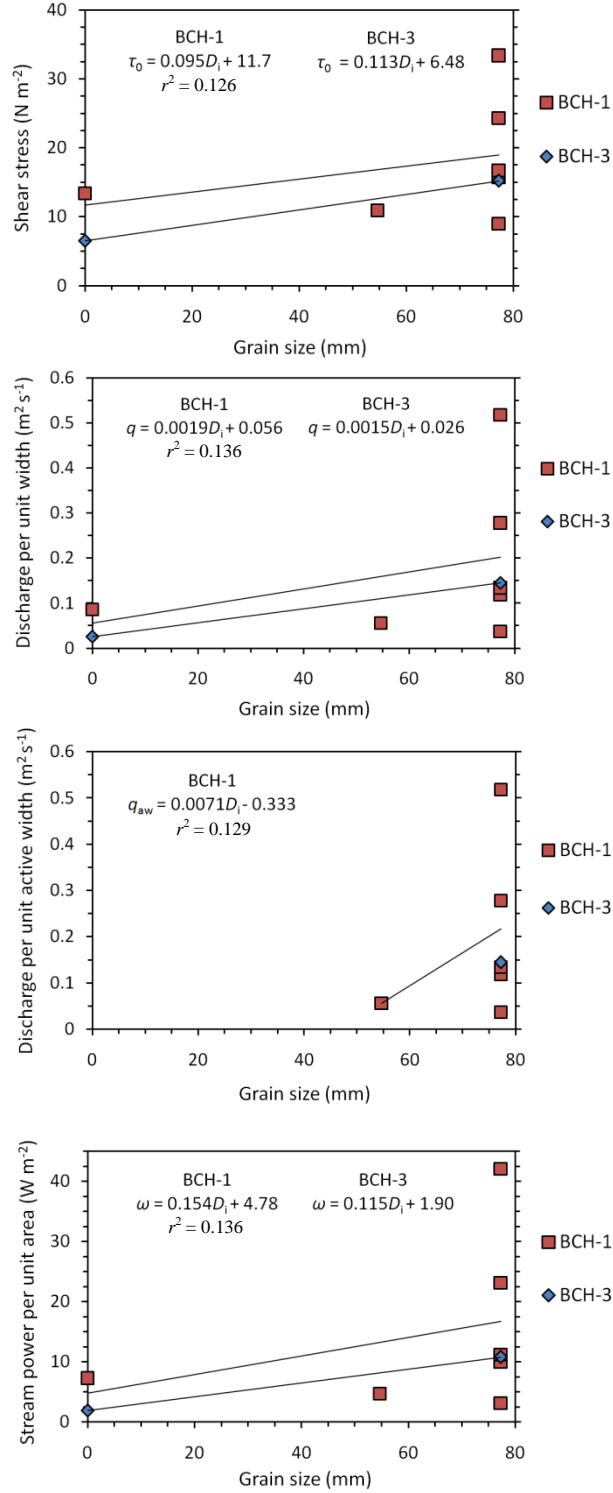 BCH-1 BCH-3
τ₀ = 0.095Dᵢ + 11.7 τ₀ = 0.113Dᵢ + 6.48
r² = 0.126
Shear stress (N m⁻²)
40
30
20
10
0
0 20 40 60 80
Grain size (mm)
BCH-1
BCH-3
BCH-1 BCH-3
q = 0.0019Dᵢ + 0.056 q = 0.0015Dᵢ + 0.026
r² = 0.136
Discharge per unit width (m² s⁻¹)
0.6
0.5
0.4
0.3
0.2
0.1
0
0 20 40 60 80
Grain size (mm)
BCH-1
BCH-3
BCH-1
q_aw = 0.0071Dᵢ - 0.333
r² = 0.129
Discharge per unit active width (m² s⁻¹)
0.6
0.5
0.4
0.3
0.2
0.1
0
0 20 40 60 80
Grain size (mm)
BCH-1
BCH-3
BCH-1 BCH-3
ω = 0.154Dᵢ + 4.78 ω = 0.115Dᵢ + 1.90
r² = 0.136
Stream power per unit area (W m⁻²)
40
30
20
10
0
0 20 40 60 80
Grain size (mm)
BCH-1
BCH-3